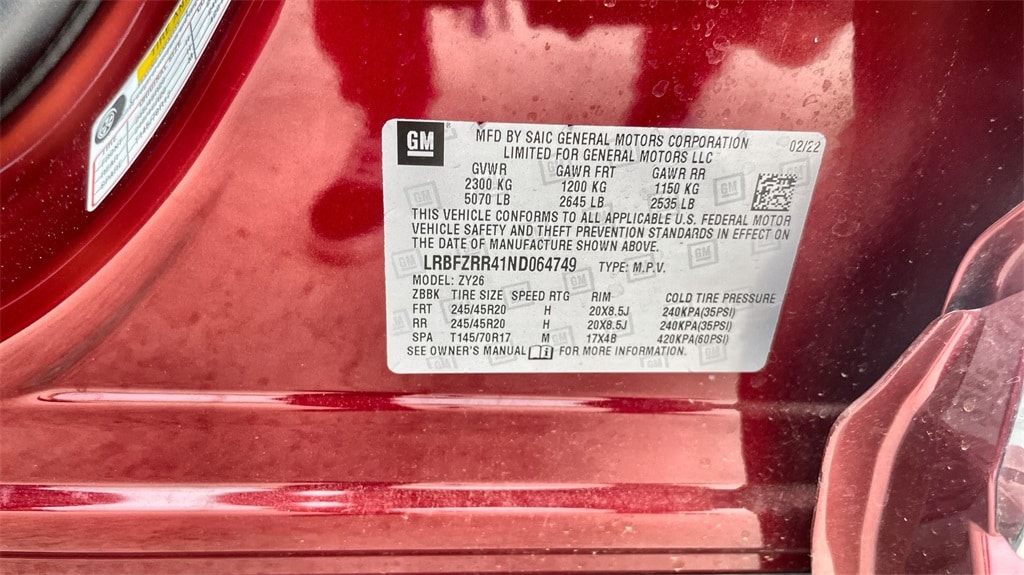 GM
MFD BY SAIC GENERAL MOTORS CORPORATION 02/22
LIMITED FOR GENERAL MOTORS LLC
GVWR GAWR FRT GAWR RR
2300 KG 1200 KG 1150 KG
5070 LB 2645 LB 2535 LB
THIS VEHICLE CONFORMS TO ALL APPLICABLE U.S. FEDERAL MOTOR
VEHICLE SAFETY AND THEFT PREVENTION STANDARDS IN EFFECT ON
THE DATE OF MANUFACTURE SHOWN ABOVE.
LRBFZRR41ND064749 TYPE: M.P.V.
MODEL: ZY26
ZBBK TIRE SIZE SPEED RTG RIM COLD TIRE PRESSURE
FRT 245/45R20 H 20X8.5J 240KPA(35PSI)
RR 245/45R20 H 20X8.5J 240KPA(35PSI)
SPA T145/70R17 M 17X4B 420KPA(60PSI)
SEE OWNER'S MANUAL FOR MORE INFORMATION.